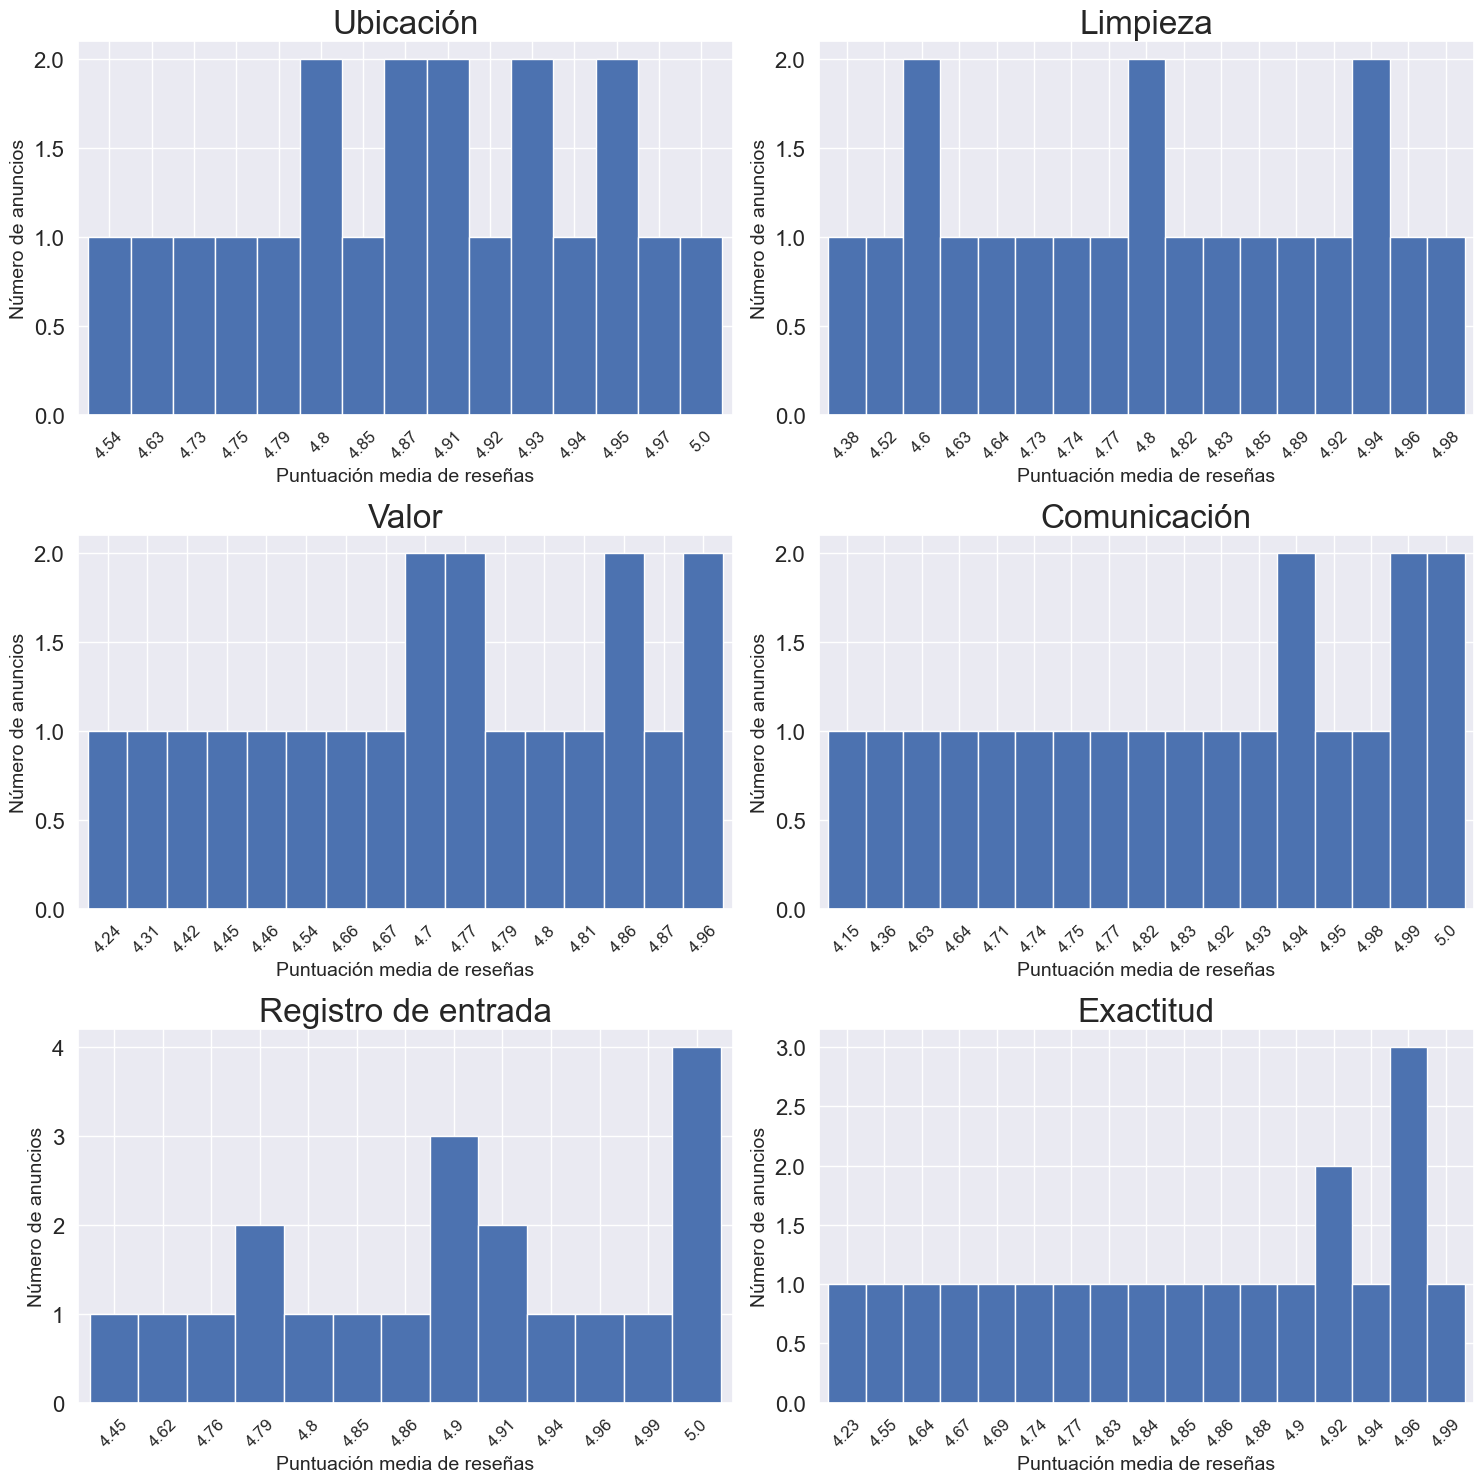 Ubicación
Número de anuncios
2.0
1.5
1.0
0.5
0.0
4.54 4.63 4.73 4.75 4.79 4.8 4.85 4.87 4.91 4.92 4.93 4.94 4.95 4.97 5.0
Puntuación media de reseñas
Limpieza
Número de anuncios
2.0
1.5
1.0
0.5
0.0
4.38 4.52 4.6 4.63 4.64 4.73 4.74 4.77 4.8 4.82 4.83 4.85 4.89 4.92 4.94 4.96 4.98
Puntuación media de reseñas
Valor
Número de anuncios
2.0
1.5
1.0
0.5
0.0
4.24 4.31 4.42 4.45 4.46 4.54 4.66 4.67 4.7 4.77 4.79 4.8 4.81 4.86 4.87 4.96
Puntuación media de reseñas
Comunicación
Número de anuncios
2.0
1.5
1.0
0.5
0.0
4.15 4.36 4.63 4.64 4.71 4.74 4.75 4.77 4.82 4.83 4.92 4.93 4.94 4.95 4.98 4.99 5.0
Puntuación media de reseñas
Registro de entrada
Número de anuncios
4
3
2
1
0
4.45 4.62 4.76 4.79 4.8 4.85 4.86 4.9 4.91 4.94 4.96 4.99 5.0
Puntuación media de reseñas
Exactitud
Número de anuncios
3.0
2.5
2.0
1.5
1.0
0.5
0.0
4.23 4.55 4.64 4.67 4.69 4.74 4.77 4.83 4.84 4.85 4.86 4.88 4.9 4.92 4.94 4.96 4.99
Puntuación media de reseñas